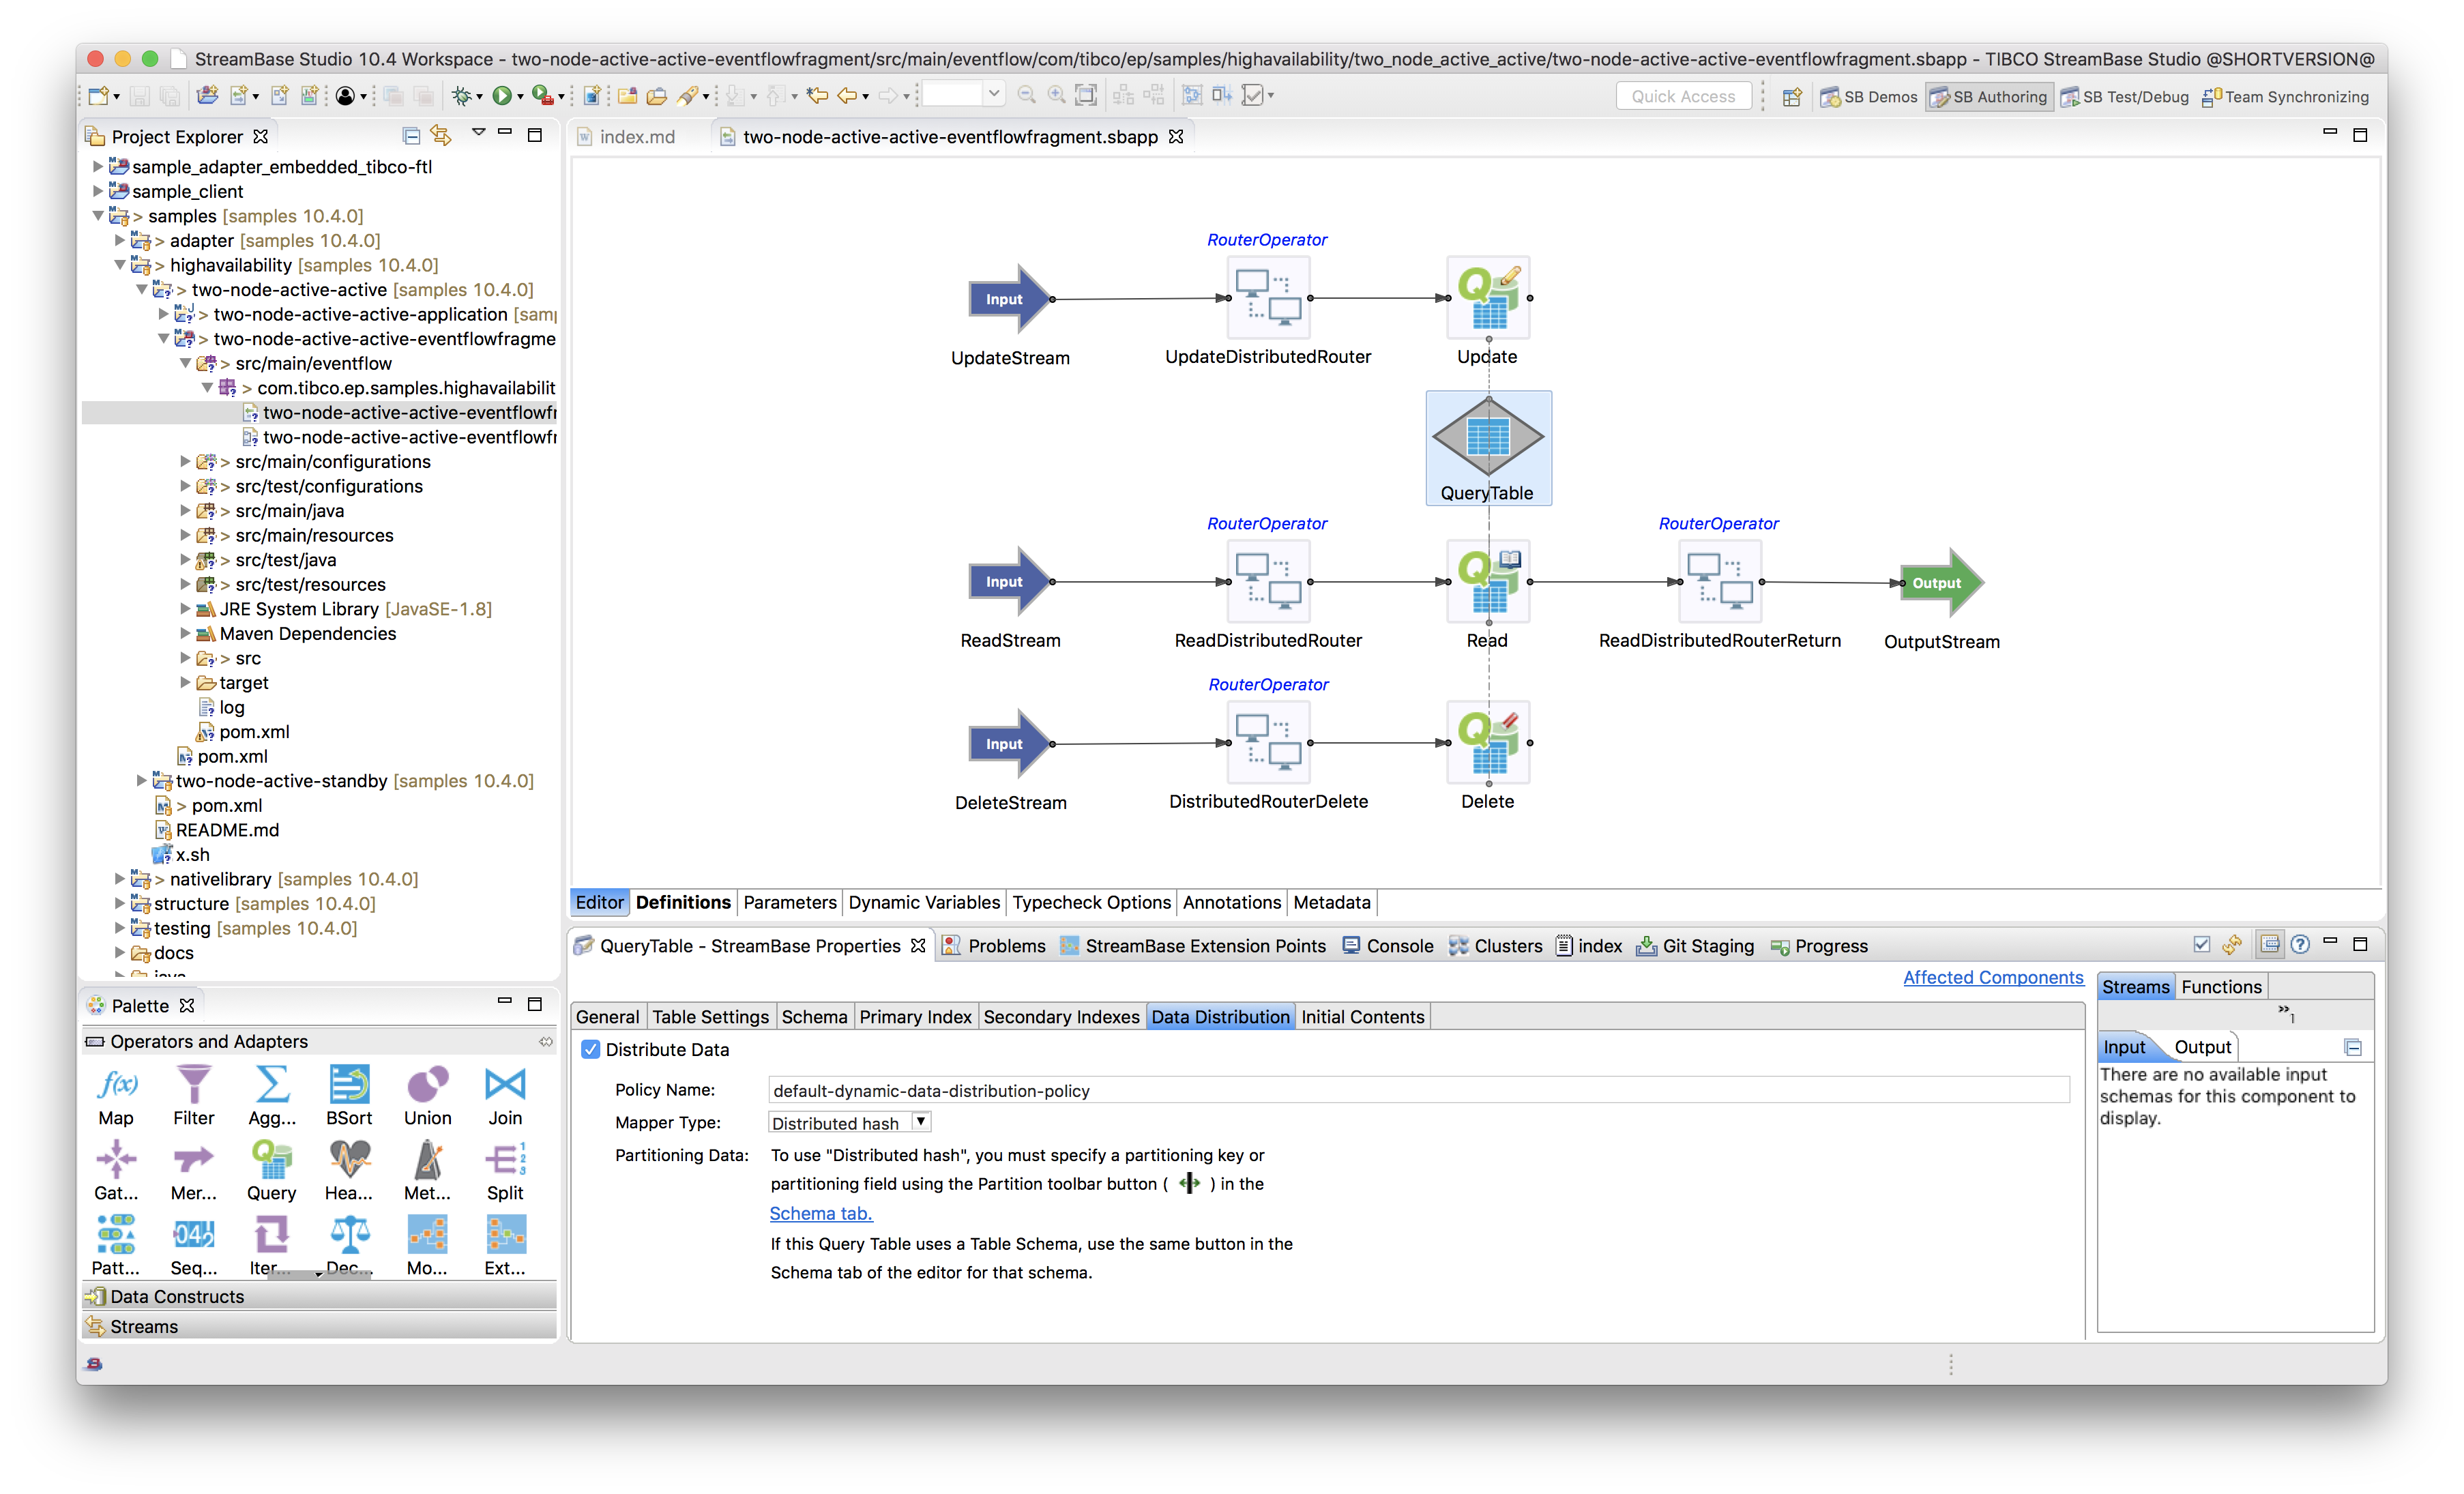 StreamBase Studio 10.4 Workspace - two-node-active-active-eventflowfragment/src/main/eventflow/com/tibco/ep/samples/highavailability/two_node_active_active/two-node-active-active-eventflowfragment.sbapp - TIBCO StreamBase Studio @SHORTVERSION@
Quick Access
SB Demos
SB Authoring
SB Test/Debug
Team Synchronizing
Project Explorer
sample_adapter_embedded_tibco-ftl
sample_client
> samples [samples 10.4.0]
> adapter [samples 10.4.0]
> highavailability [samples 10.4.0]
> two-node-active-active [samples 10.4.0]
> two-node-active-active-application [samp
> two-node-active-active-eventflowfragme
> src/main/eventflow
> com.tibco.ep.samples.highavailabilit
two-node-active-active-eventflowfr
two-node-active-active-eventflowfr
> src/main/configurations
> src/test/configurations
> src/main/java
> src/main/resources
> src/test/java
> src/test/resources
JRE System Library [JavaSE-1.8]
Maven Dependencies
> src
target
log
pom.xml
pom.xml
two-node-active-standby [samples 10.4.0]
> pom.xml
README.md
x.sh
> nativelibrary [samples 10.4.0]
structure [samples 10.4.0]
testing [samples 10.4.0]
docs
java
Palette
Operators and Adapters
f(x)
Map
Filter
Agg...
BSort
Union
Join
Gat...
Mer...
Query
Hea...
Met...
Split
Patt...
Seq...
Iter...
Dec...
Mo...
Ext...
Data Constructs
Streams
index.md
two-node-active-active-eventflowfragment.sbapp
RouterOperator
Input
UpdateStream
UpdateDistributedRouter
Update
QueryTable
RouterOperator
RouterOperator
Input
Output
ReadStream
ReadDistributedRouter
Read
ReadDistributedRouterReturn
OutputStream
RouterOperator
Input
DeleteStream
DistributedRouterDelete
Delete
Editor
Definitions
Parameters
Dynamic Variables
Typecheck Options
Annotations
Metadata
QueryTable - StreamBase Properties
Problems
StreamBase Extension Points
Console
Clusters
index
Git Staging
Progress
Affected Components
General
Table Settings
Schema
Primary Index
Secondary Indexes
Data Distribution
Initial Contents
Distribute Data
Policy Name:
default-dynamic-data-distribution-policy
Mapper Type:
Distributed hash
Partitioning Data:
To use "Distributed hash", you must specify a partitioning key or
partitioning field using the Partition toolbar button ( ) in the
Schema tab.
If this Query Table uses a Table Schema, use the same button in the
Schema tab of the editor for that schema.
Streams
Functions
»1
Input
Output
There are no available input
schemas for this component to
display.